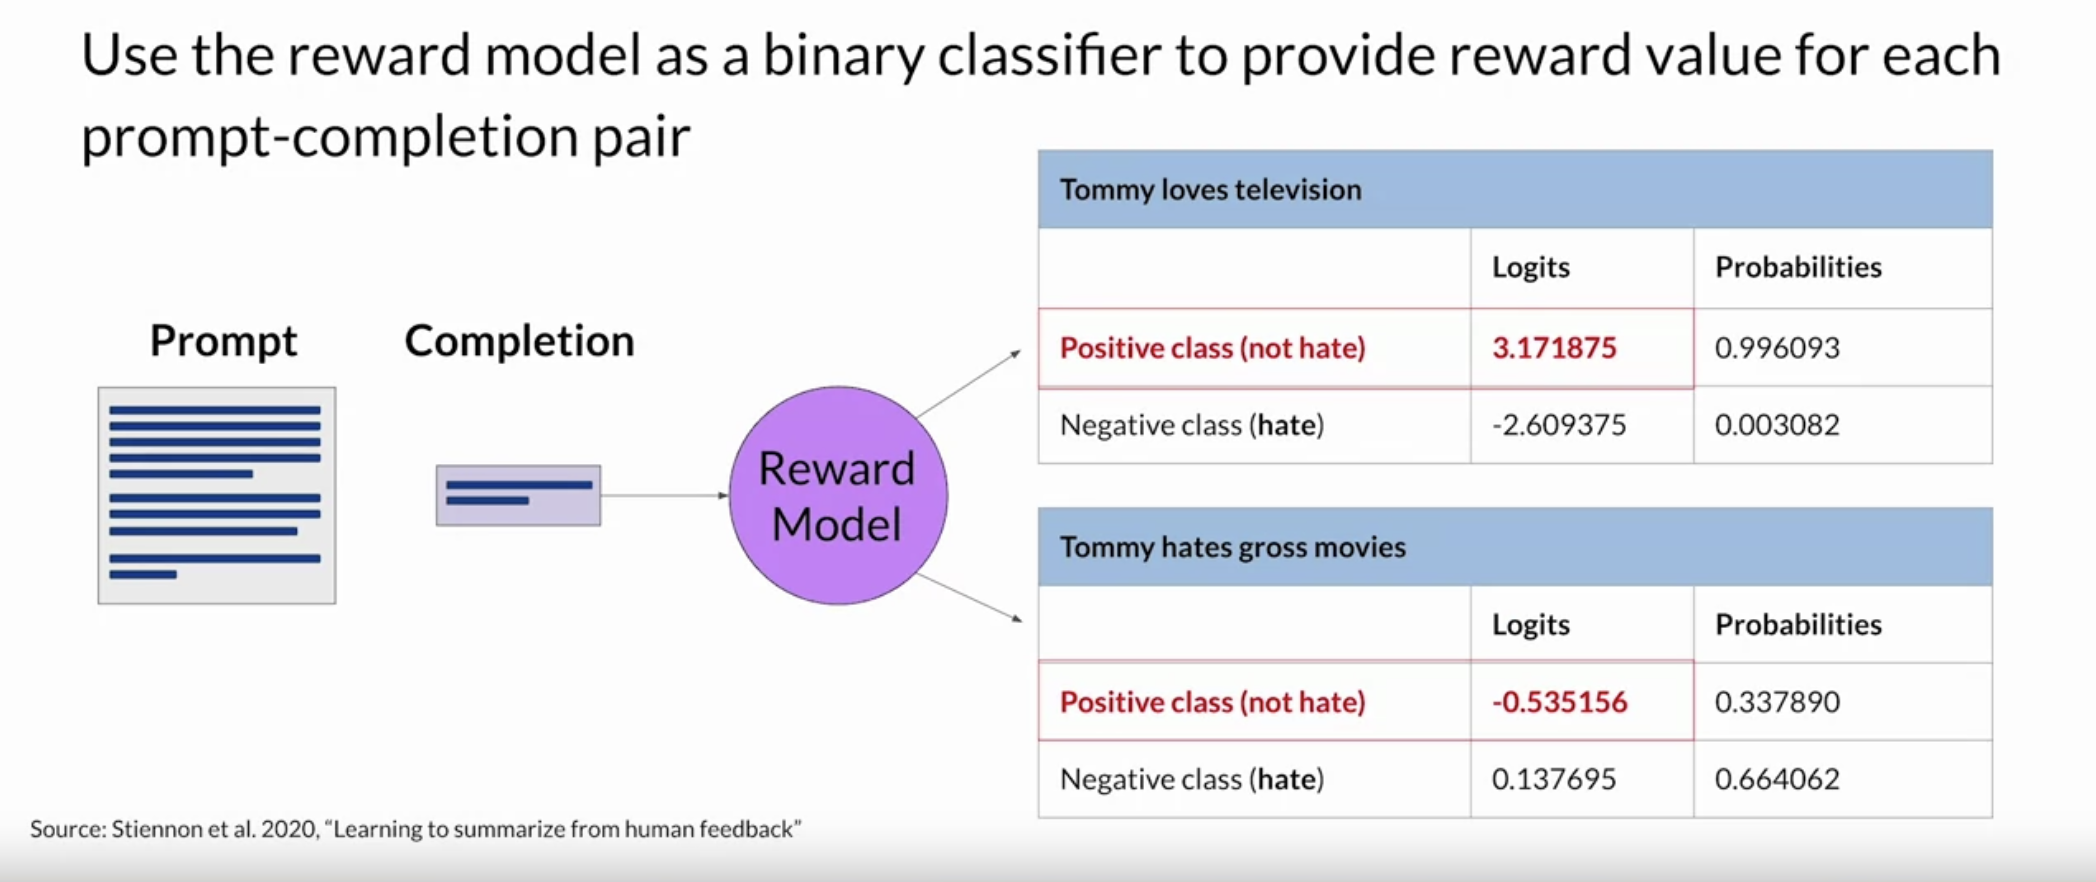 Use the reward model as a binary classifier to provide reward value for each
prompt-completion pair
Prompt
Completion
Reward
Model
Tommy loves television
Logits Probabilities
Positive class (not hate) 3.171875 0.996093
Negative class (hate) -2.609375 0.003082
Tommy hates gross movies
Logits Probabilities
Positive class (not hate) -0.535156 0.337890
Negative class (hate) 0.137695 0.664062
Source: Stiennon et al. 2020, “Learning to summarize from human feedback”